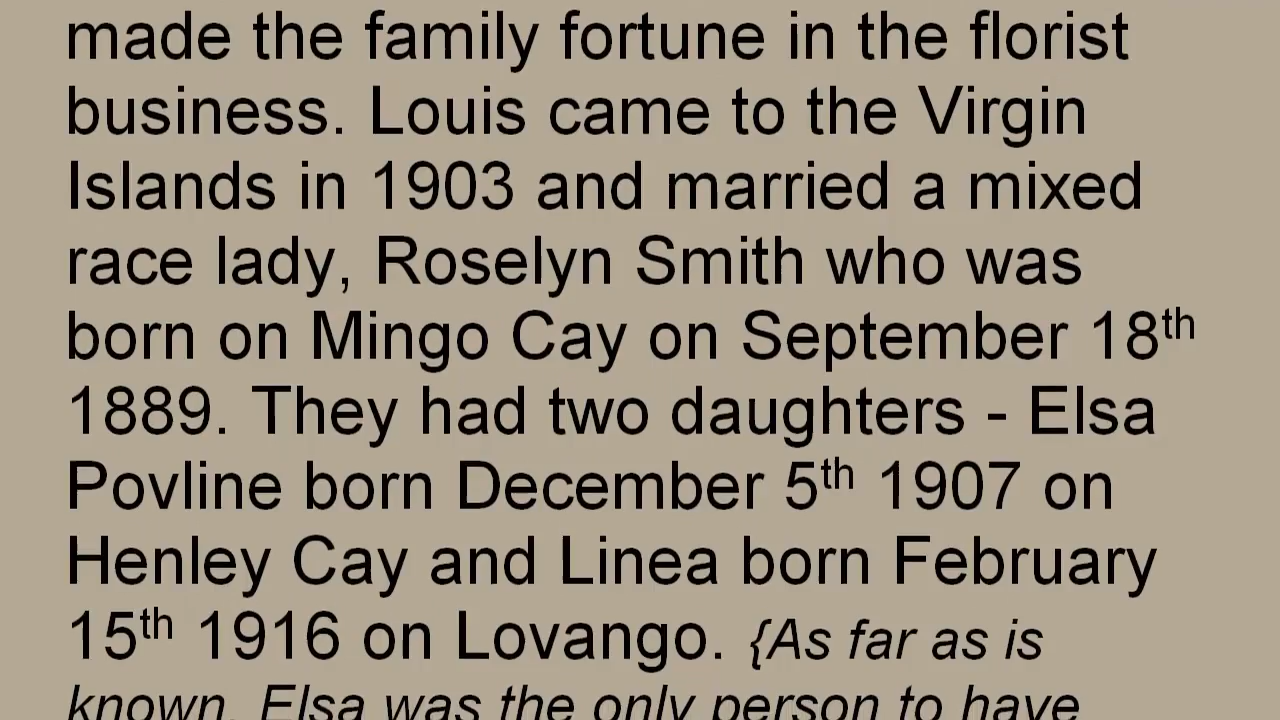 made the family fortune in the florist
business. Louis came to the Virgin
Islands in 1903 and married a mixed
race lady, Roselyn Smith who was
born on Mingo Cay on September 18th
1889. They had two daughters - Elsa
Povline born December 5th 1907 on
Henley Cay and Linea born February
15th 1916 on Lovango. {As far as is
known, Elsa was the only person to have